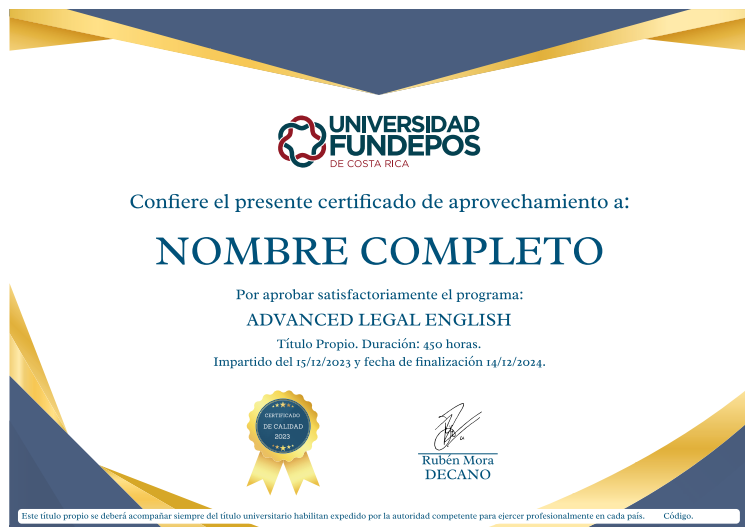 UNIVERSIDAD
FUNDEPOS
DE COSTA RICA
Confiere el presente certificado de aprovechamiento a:
NOMBRE COMPLETO
Por aprobar satisfactoriamente el programa:
ADVANCED LEGAL ENGLISH
Título Propio. Duración: 450 horas.
Impartido del 15/12/2023 y fecha de finalización 14/12/2024.
CERTIFICADO
DE CALIDAD
2023
Rubén Mora
DECANO
Este título propio se deberá acompañar siempre del título universitario habilitan expedido por la autoridad competente para ejercer profesionalmente en cada país. Código.